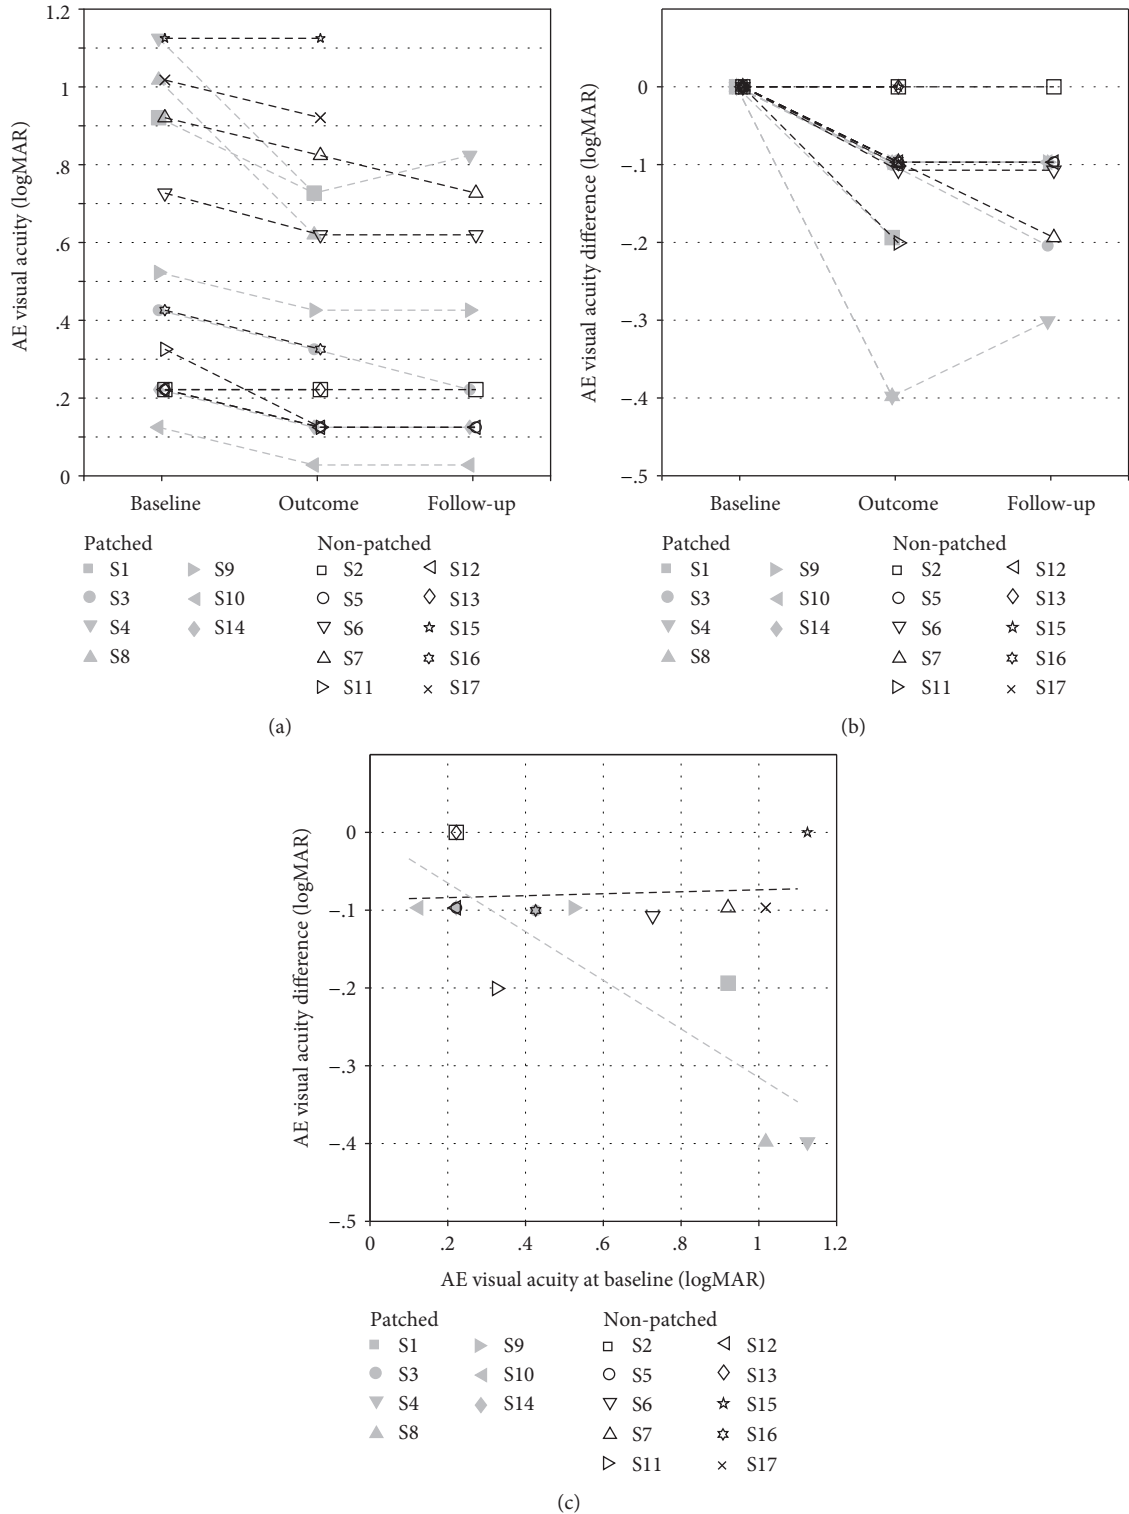 AE visual acuity (logMAR)
1.2
1
.8
.6
.4
.2
0
Baseline Outcome Follow-up
Patched Non-patched
S1 S9 S2 S12
S3 S10 S5 S13
S4 S14 S6 S15
S8 S7 S16
S11 S17
(a)
AE visual acuity difference (logMAR)
0
−.1
−.2
−.3
−.4
−.5
Baseline Outcome Follow-up
Patched Non-patched
S1 S9 S2 S12
S3 S10 S5 S13
S4 S14 S6 S15
S8 S7 S16
S11 S17
(b)
AE visual acuity difference (logMAR)
0
−.1
−.2
−.3
−.4
−.5
0 .2 .4 .6 .8 1 1.2
AE visual acuity at baseline (logMAR)
Patched Non-patched
S1 S9 S2 S12
S3 S10 S5 S13
S4 S14 S6 S15
S8 S7 S16
S11 S17
(c)